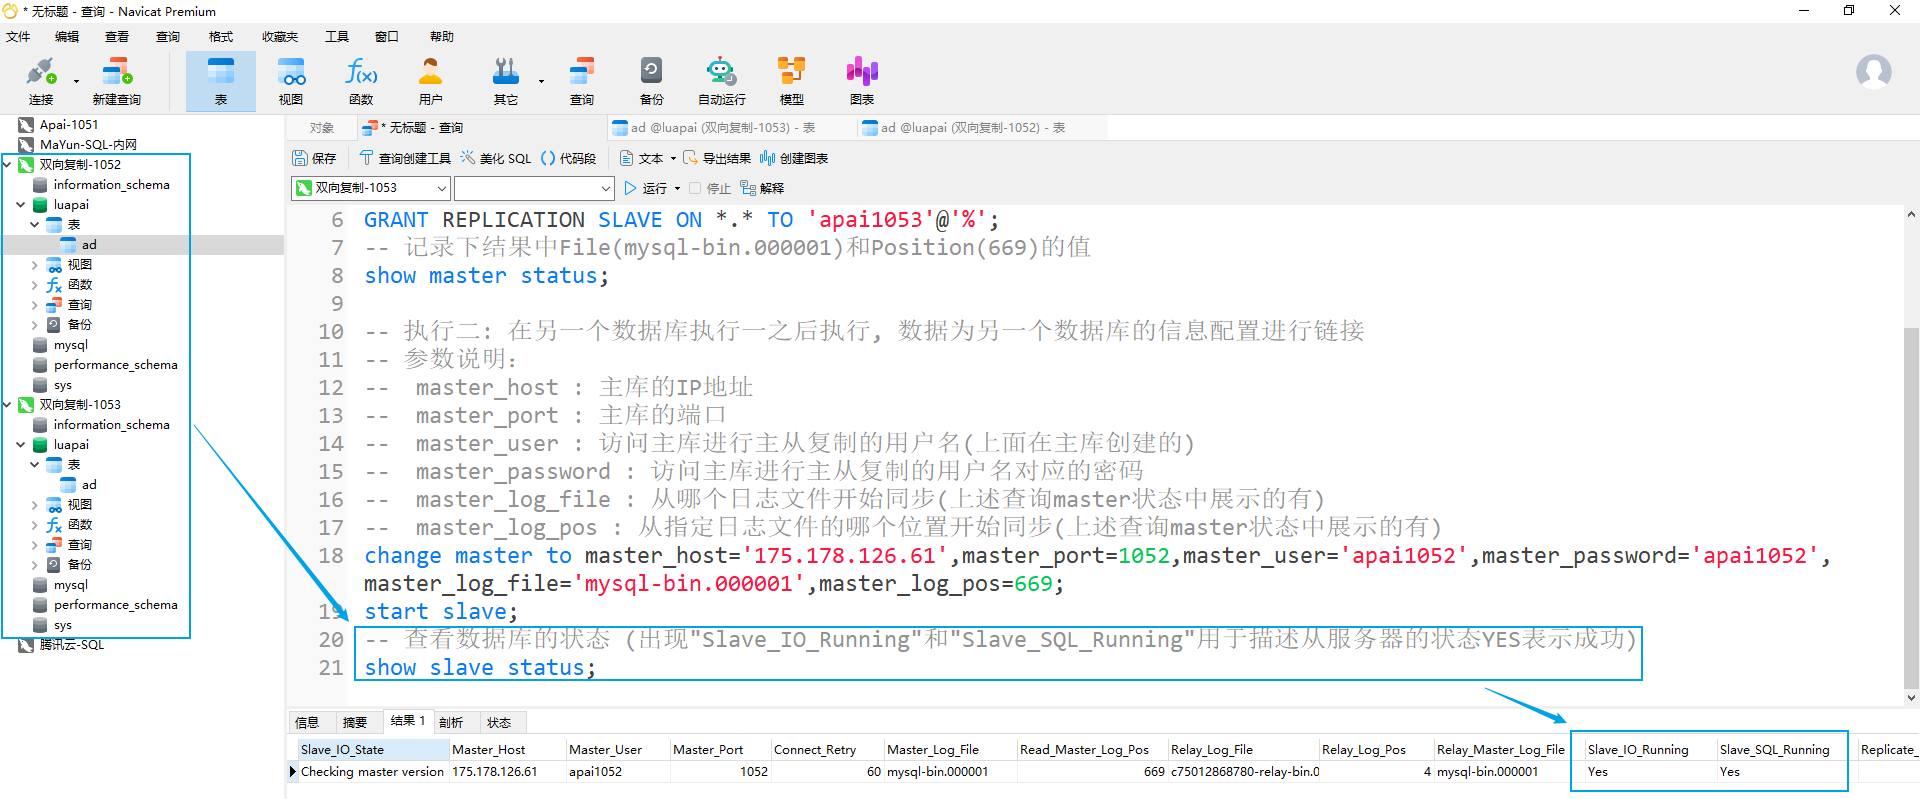 * 无标题 - 查询 - Navicat Premium
文件 编辑 查看 查询 格式 收藏夹 工具 窗口 帮助
连接 新建查询 表 视图 函数 用户 其它 查询 备份 自动运行 模型 图表
Apai-1051
MaYun-SQL-内网
双向复制-1052
information_schema
luapai
表
ad
视图
函数
查询
备份
mysql
performance_schema
sys
双向复制-1053
information_schema
luapai
表
ad
视图
函数
查询
备份
mysql
performance_schema
sys
腾讯云-SQL
对象 * 无标题 - 查询 ad @luapai (双向复制-1053) - 表 ad @luapai (双向复制-1052) - 表
保存 查询创建工具 美化 SQL () 代码段 文本 导出结果 创建图表
双向复制-1053 运行 停止 解释
6 GRANT REPLICATION SLAVE ON *.* TO 'apai1053'@'%';
7 -- 记录下结果中File(mysql-bin.000001)和Position(669)的值
8 show master status;
9
10 -- 执行二: 在另一个数据库执行一之后执行, 数据为另一个数据库的信息配置进行链接
11 -- 参数说明:
12 --  master_host : 主库的IP地址
13 --  master_port : 主库的端口
14 --  master_user : 访问主库进行主从复制的用户名(上面在主库创建的)
15 --  master_password : 访问主库进行主从复制的用户名对应的密码
16 --  master_log_file : 从哪个日志文件开始同步(上述查询master状态中展示的有)
17 --  master_log_pos : 从指定日志文件的哪个位置开始同步(上述查询master状态中展示的有)
18 change master to master_host='175.178.126.61',master_port=1052,master_user='apai1052',master_password='apai1052',
master_log_file='mysql-bin.000001',master_log_pos=669;
19 start slave;
20 -- 查看数据库的状态 (出现"Slave_IO_Running"和"Slave_SQL_Running"用于描述从服务器的状态YES表示成功)
21 show slave status;
信息 摘要 结果 1 剖析 状态
Slave_IO_State Master_Host Master_User Master_Port Connect_Retry Master_Log_File Read_Master_Log_Pos Relay_Log_File Relay_Log_Pos Relay_Master_Log_File Slave_IO_Running Slave_SQL_Running Replicate_
Checking master version 175.178.126.61 apai1052 1052 60 mysql-bin.000001 669 c75012868780-relay-bin.0 4 mysql-bin.000001 Yes Yes